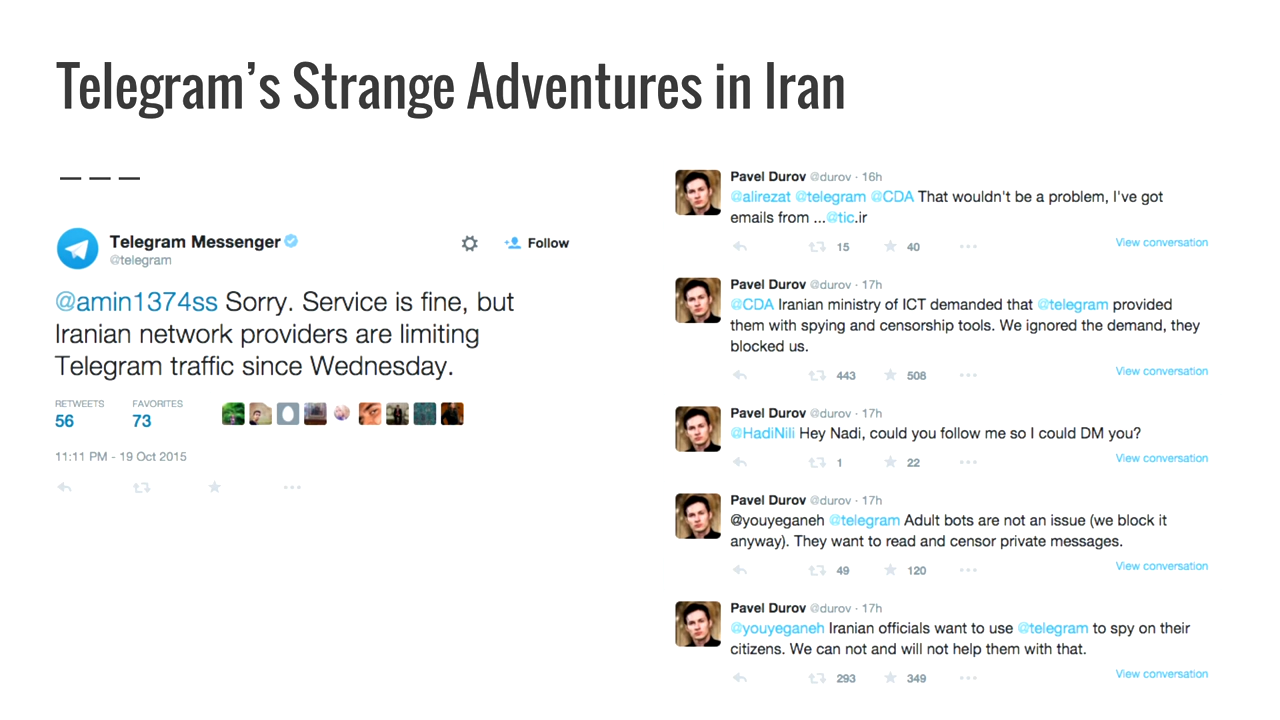 Telegram's Strange Adventures in Iran
Telegram Messenger
@telegram
Follow
@amin1374ss Sorry. Service is fine, but
Iranian network providers are limiting
Telegram traffic since Wednesday.
RETWEETS FAVORITES
56 73
11:11 PM - 19 Oct 2015
Pavel Durov @durov · 16h
@alirezat @telegram @CDA That wouldn't be a problem, I've got
emails from ...@tic.ir
15 40 View conversation
Pavel Durov @durov · 17h
@CDA Iranian ministry of ICT demanded that @telegram provided
them with spying and censorship tools. We ignored the demand, they
blocked us.
443 508 View conversation
Pavel Durov @durov · 17h
@HadiNili Hey Nadi, could you follow me so I could DM you?
1 22 View conversation
Pavel Durov @durov · 17h
@youyeganeh @telegram Adult bots are not an issue (we block it
anyway). They want to read and censor private messages.
49 120 View conversation
Pavel Durov @durov · 17h
@youyeganeh Iranian officials want to use @telegram to spy on their
citizens. We can not and will not help them with that.
293 349 View conversation